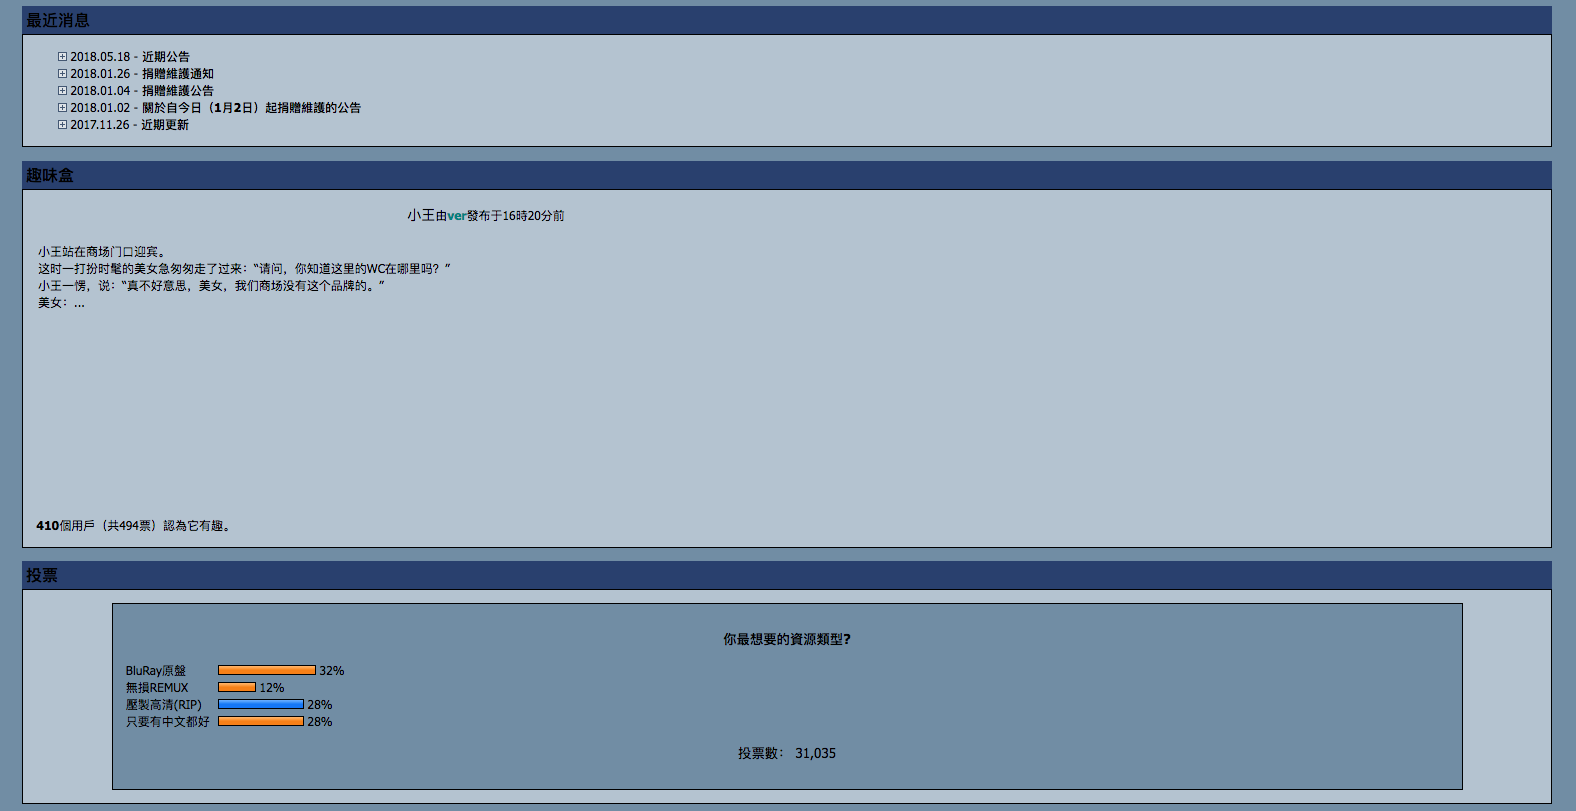 最近消息
2018.05.18 - 近期公告
2018.01.26 - 捐贈維護通知
2018.01.04 - 捐贈維護公告
2018.01.02 - 關於自今日（1月2日）起捐贈維護的公告
2017.11.26 - 近期更新
趣味盒
小王由ver發布于16時20分前
小王站在商场门口迎宾。
这时一打扮时髦的美女急匆匆走了过来：“请问，你知道这里的WC在哪里吗？”
小王一愣，说：“真不好意思，美女，我们商场没有这个品牌的。”
美女：...
410個用戶（共494票）認為它有趣。
投票
你最想要的資源類型?
BluRay原盤 32%
無損REMUX 12%
壓製高清(RIP) 28%
只要有中文都好 28%
投票數： 31,035